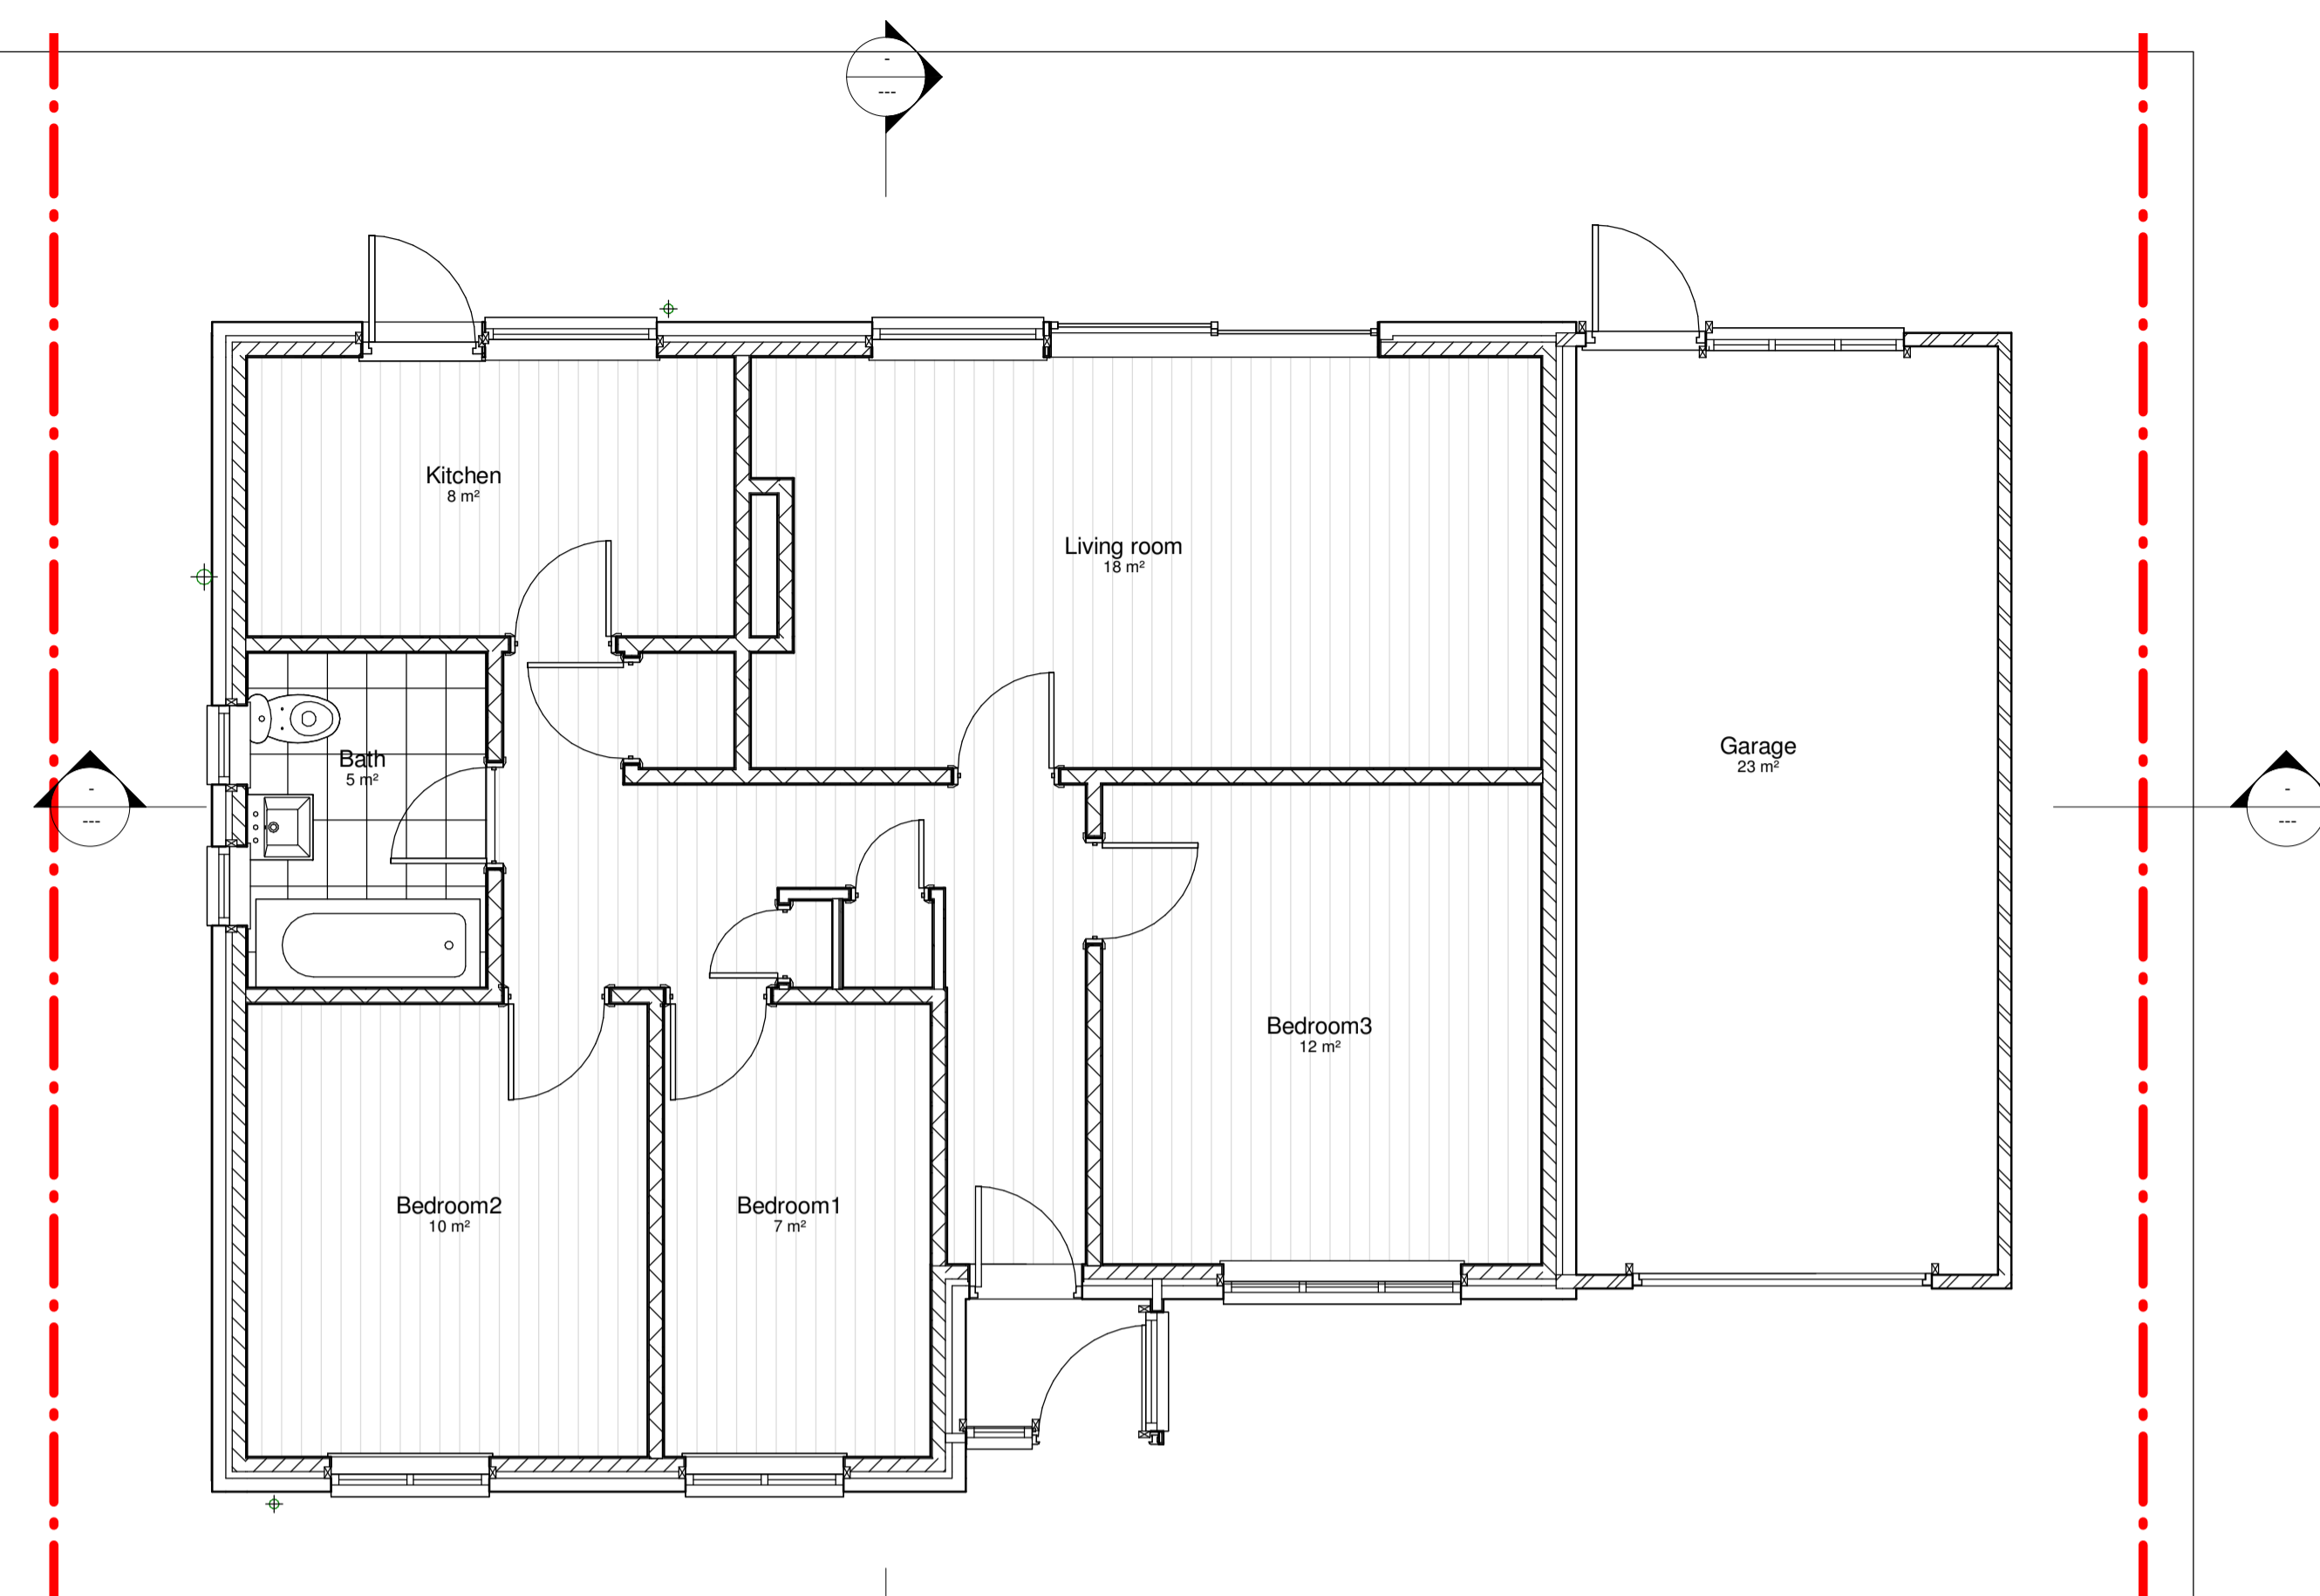 -
---
Kitchen
8 m²
Living room
18 m²
Bath
5 m²
Garage
23 m²
-
---
-
---
Bedroom3
12 m²
Bedroom2
10 m²
Bedroom1
7 m²